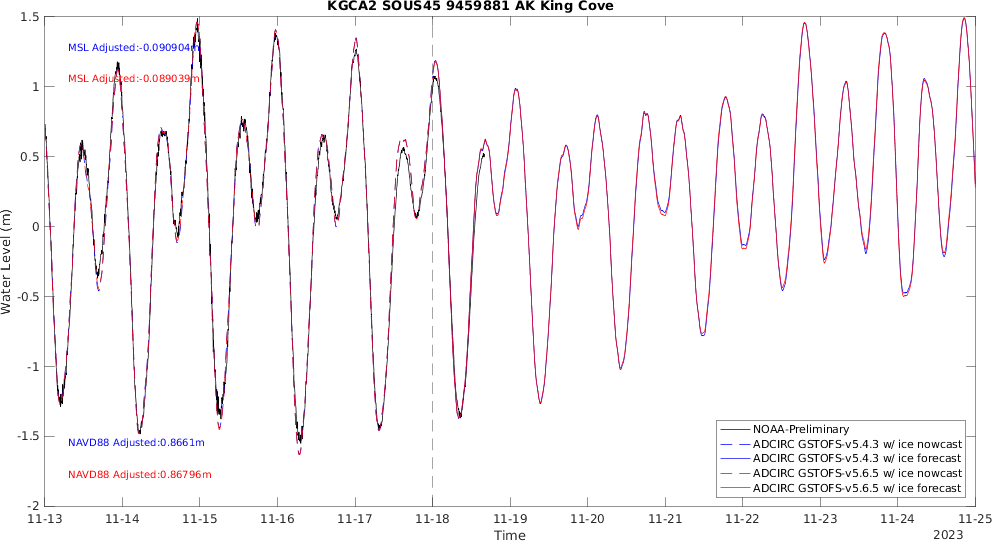 KGCA2 SOUS45 9459881 AK King Cove
1.5
MSL Adjusted:-0.090904m
MSL Adjusted:-0.089039m
1
0.5
0
-0.5
-1
-1.5
-2
Water Level (m)
NAVD88 Adjusted:0.8661m
NAVD88 Adjusted:0.86796m
NOAA-Preliminary
ADCIRC GSTOFS-v5.4.3 w/ ice nowcast
ADCIRC GSTOFS-v5.4.3 w/ ice forecast
ADCIRC GSTOFS-v5.6.5 w/ ice nowcast
ADCIRC GSTOFS-v5.6.5 w/ ice forecast
11-13 11-14 11-15 11-16 11-17 11-18 11-19 11-20 11-21 11-22 11-23 11-24 11-25
Time
2023